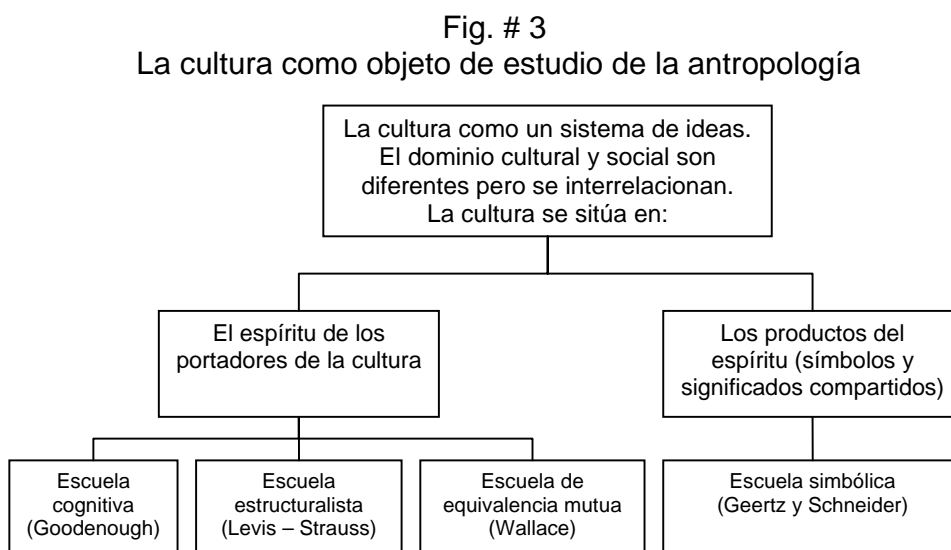 Fig. # 3
La cultura como objeto de estudio de la antropología
La cultura como un sistema de ideas.
El dominio cultural y social son
diferentes pero se interrelacionan.
La cultura se sitúa en:
El espíritu de los
portadores de la cultura
Los productos del
espíritu (símbolos y
significados compartidos)
Escuela
cognitiva
(Goodenough)
Escuela
estructuralista
(Levis – Strauss)
Escuela de
equivalencia mutua
(Wallace)
Escuela simbólica
(Geertz y Schneider)